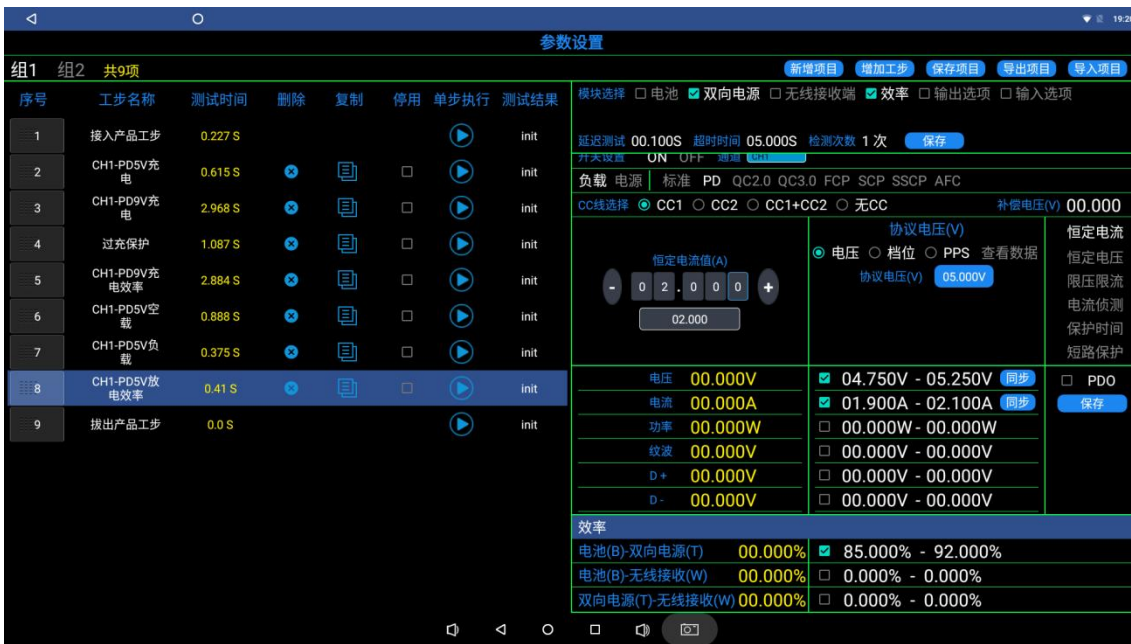 19:20
参数设置
组1 组2 共9项 新增项目 增加工步 保存项目 导出项目 导入项目
序号 工步名称 测试时间 删除 复制 停用 单步执行 测试结果
1 接入产品工步 0.227 S init
2 CH1-PD5V充电 0.615 S init
3 CH1-PD9V充电 2.968 S init
4 过充保护 1.087 S init
5 CH1-PD9V充电效率 2.884 S init
6 CH1-PD5V空载 0.888 S init
7 CH1-PD5V负载 0.375 S init
8 CH1-PD5V放电效率 0.41 S init
9 拔出产品工步 0.0 S init
模块选择 电池 双向电源 无线接收端 效率 输出选项 输入选项
延迟测试 00.100S 超时时间 05.000S 检测次数 1 次 保存
开关设置 ON OFF 通道 CH1
负载 电源 标准 PD QC2.0 QC3.0 FCP SCP SSCP AFC
CC线选择 CC1 CC2 CC1+CC2 无CC 补偿电压(V) 00.000
恒定电流值(A)
- 0 2 . 0 0 0 +
02.000
协议电压(V)
电压 档位 PPS 查看数据
协议电压(V) 05.000V
恒定电流
恒定电压
限压限流
电流侦测
保护时间
短路保护
电压 00.000V 04.750V - 05.250V 同步 PDO
电流 00.000A 01.900A - 02.100A 同步 保存
功率 00.000W 00.000W - 00.000W
纹波 00.000V 00.000V - 00.000V
D+ 00.000V 00.000V - 00.000V
D- 00.000V 00.000V - 00.000V
效率
电池(B)-双向电源(T) 00.000% 85.000% - 92.000%
电池(B)-无线接收(W) 00.000% 0.000% - 0.000%
双向电源(T)-无线接收(W) 00.000% 0.000% - 0.000%